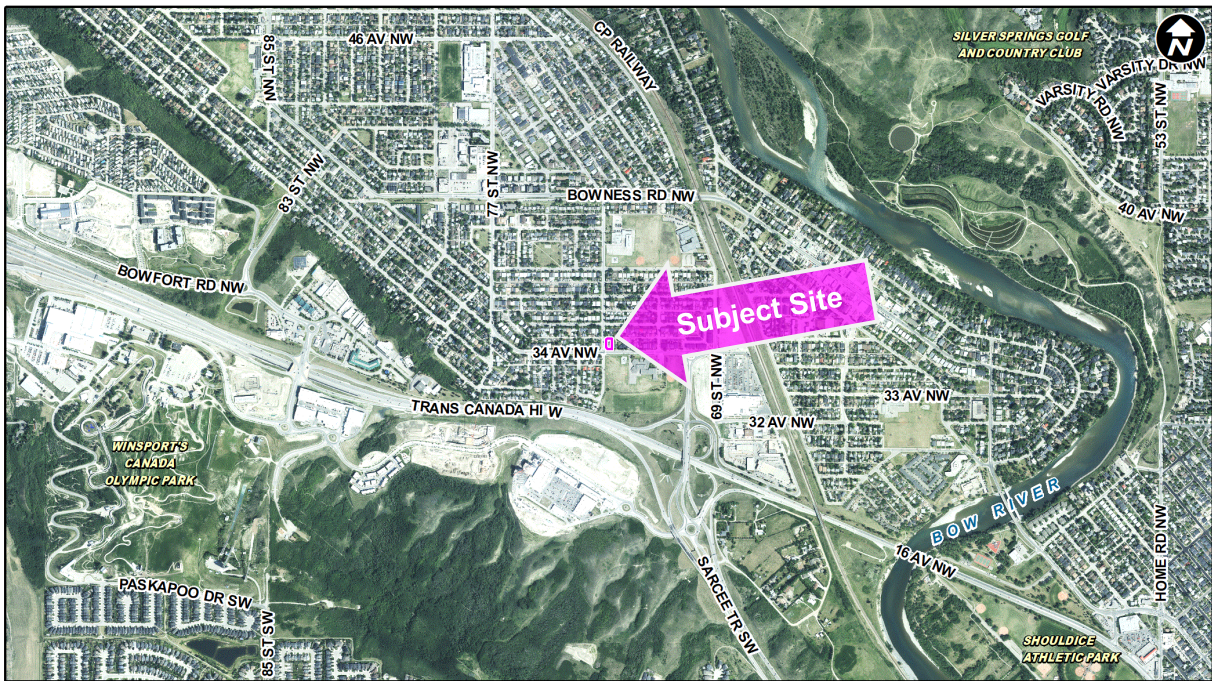 46 AV NW
85 ST NW
CP RAILWAY
SILVER SPRINGS GOLF
AND COUNTRY CLUB
N
VARSITY DR NW
VARSITY RD NW
53 ST NW
83 ST NW
77 ST NW
BOWNESS RD NW
40 AV NW
BOWFORT RD NW
Subject Site
34 AV NW
69 ST NW
33 AV NW
TRANS CANADA HI W
32 AV NW
WINSPORT'S
CANADA
OLYMPIC PARK
BOW RIVER
16 AV NW
HOME RD NW
SARCEE TR SW
PASKAPOO DR SW
85 ST SW
SHOULDICE
ATHLETIC PARK